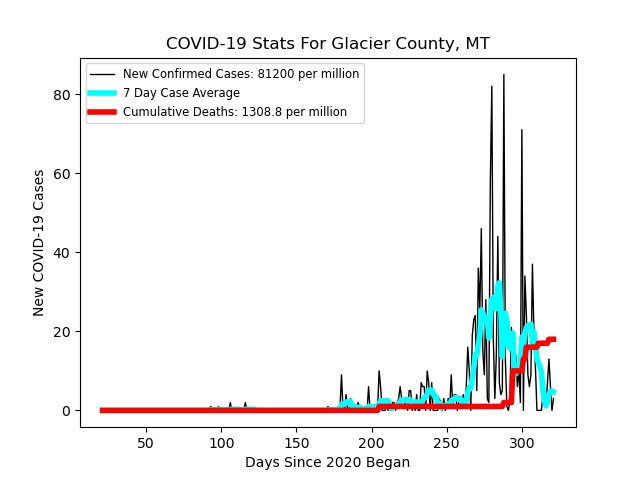 COVID-19 Stats For Glacier County, MT
New Confirmed Cases: 81200 per million
7 Day Case Average
Cumulative Deaths: 1308.8 per million
New COVID-19 Cases
80
60
40
20
0
50 100 150 200 250 300
Days Since 2020 Began